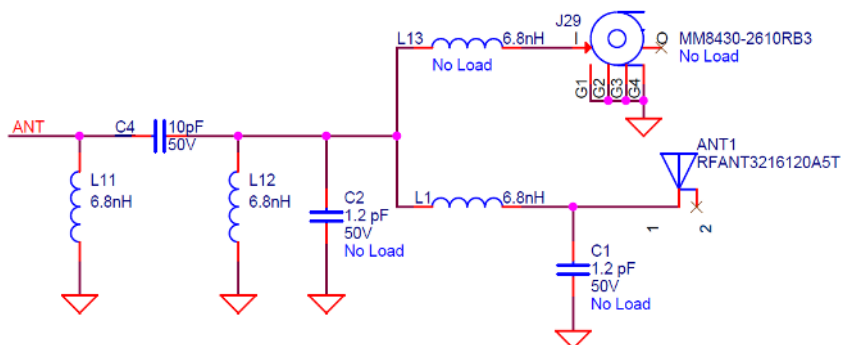 J29
L13
6.8nH
I
O
MM8430-2610RB3
No Load
No Load
G1
G2
G3
G4
ANT
C4
10pF
50V
ANT1
RFANT3216120A5T
L11
6.8nH
L12
6.8nH
C2
1.2 pF
50V
No Load
L1
6.8nH
1
2
C1
1.2 pF
50V
No Load